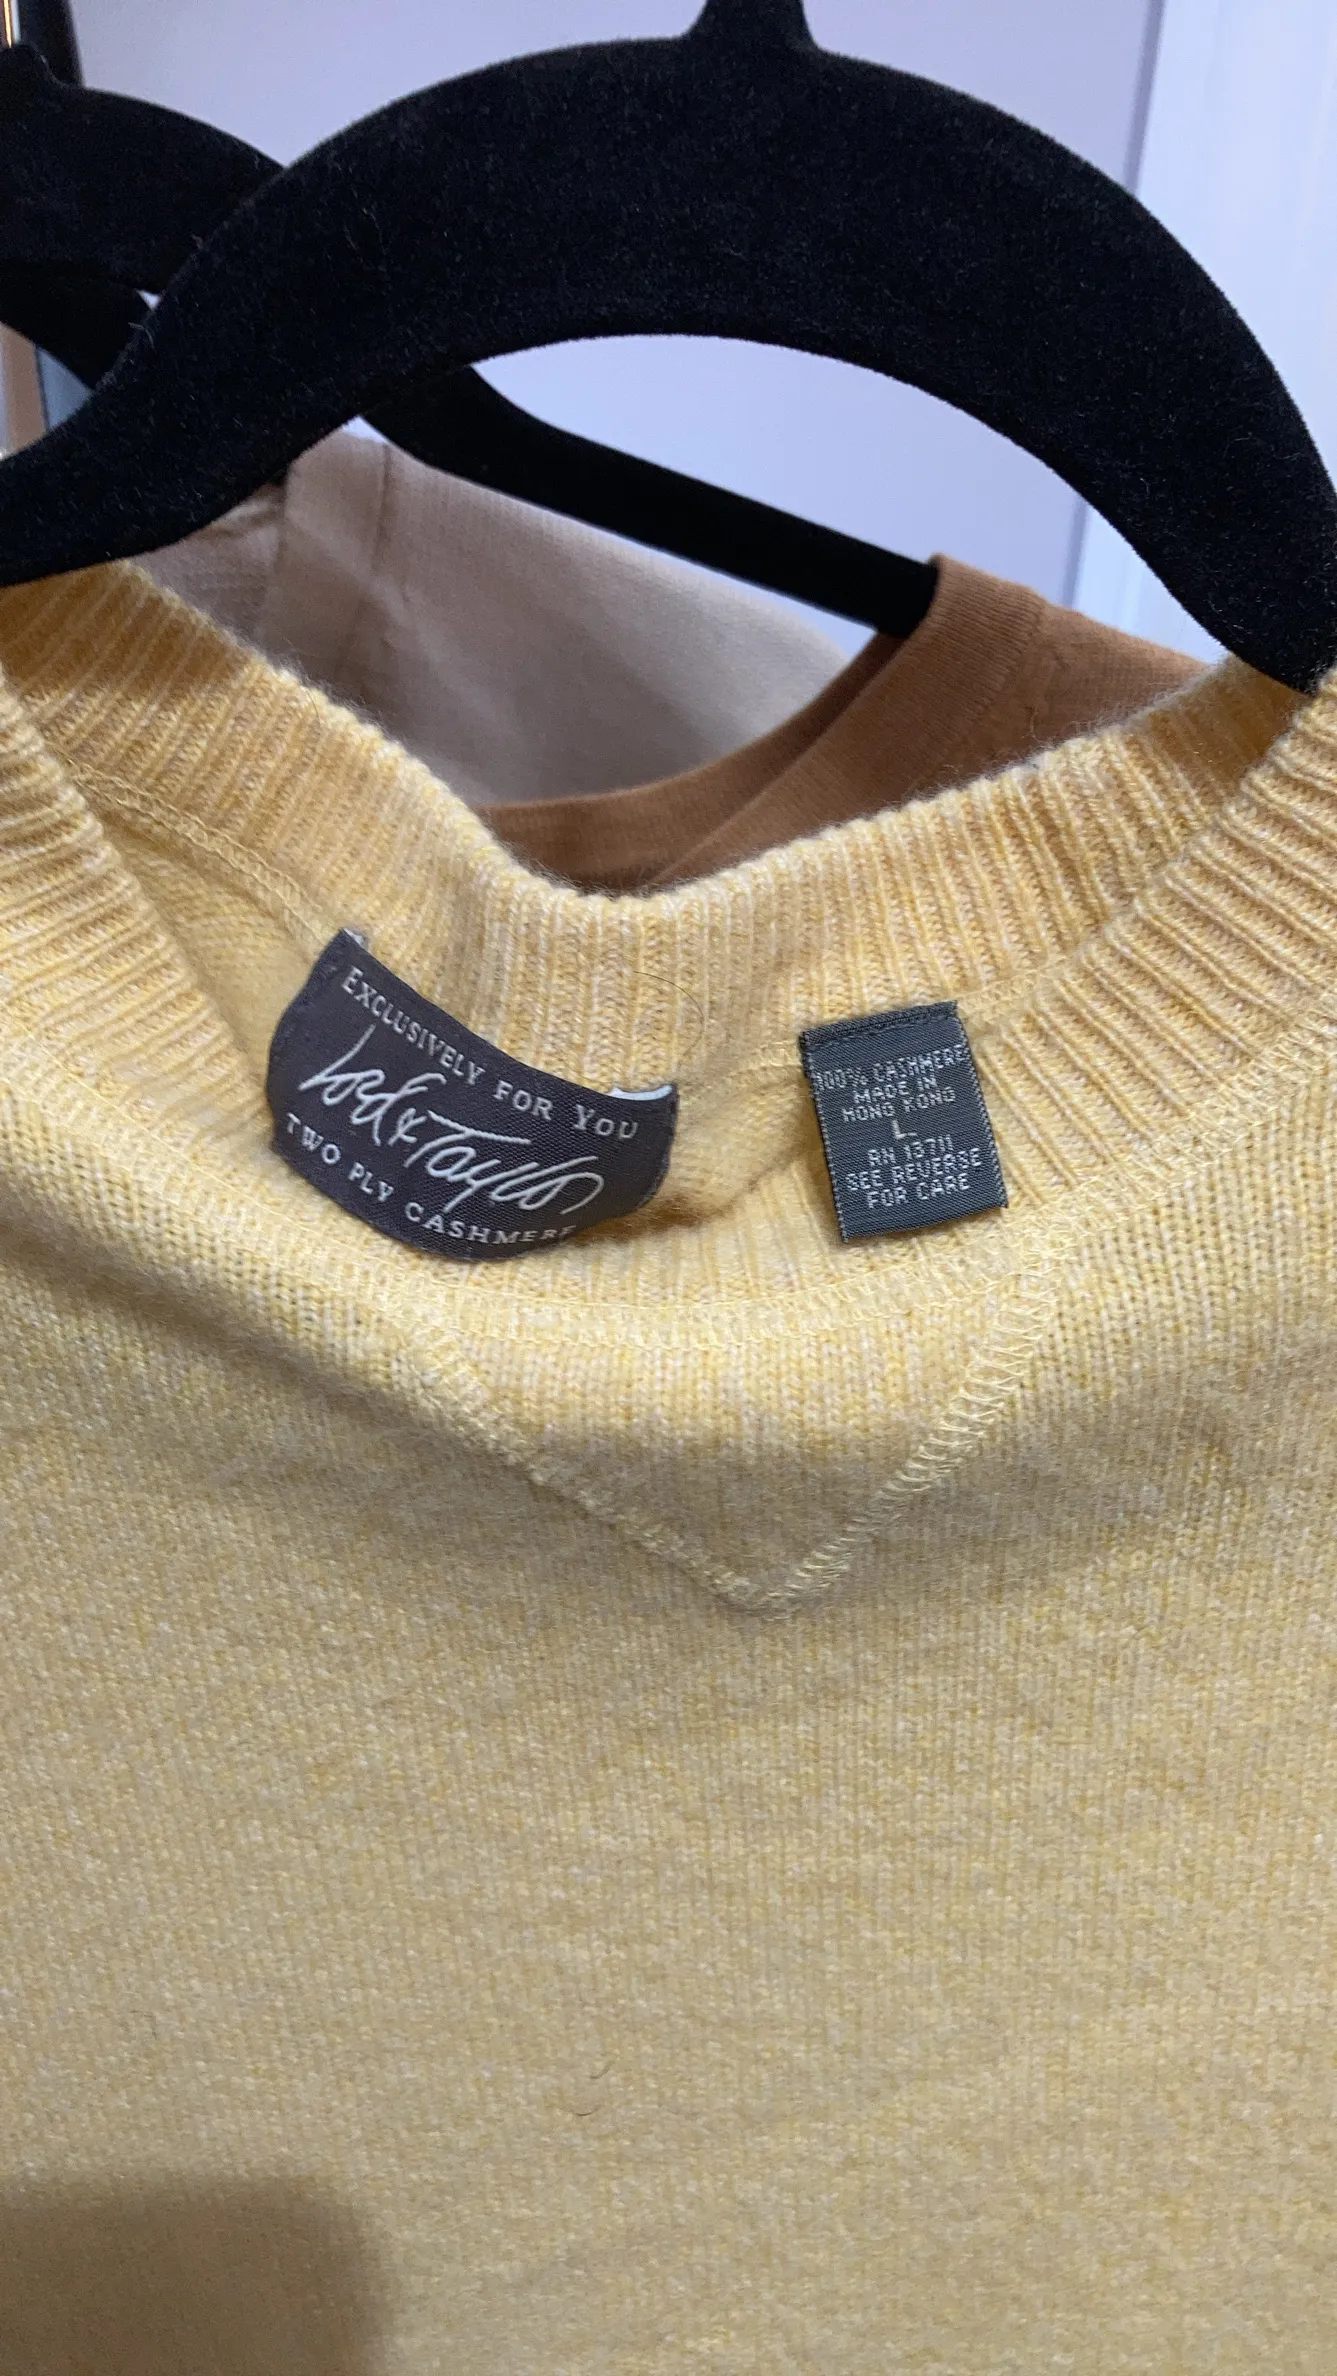 EXCLUSIVELY FOR YOU
Lord & Taylor
TWO PLY CASHMERE
100% CASHMERE
MADE IN
HONG KONG
L
RN 13711
SEE REVERSE
FOR CARE